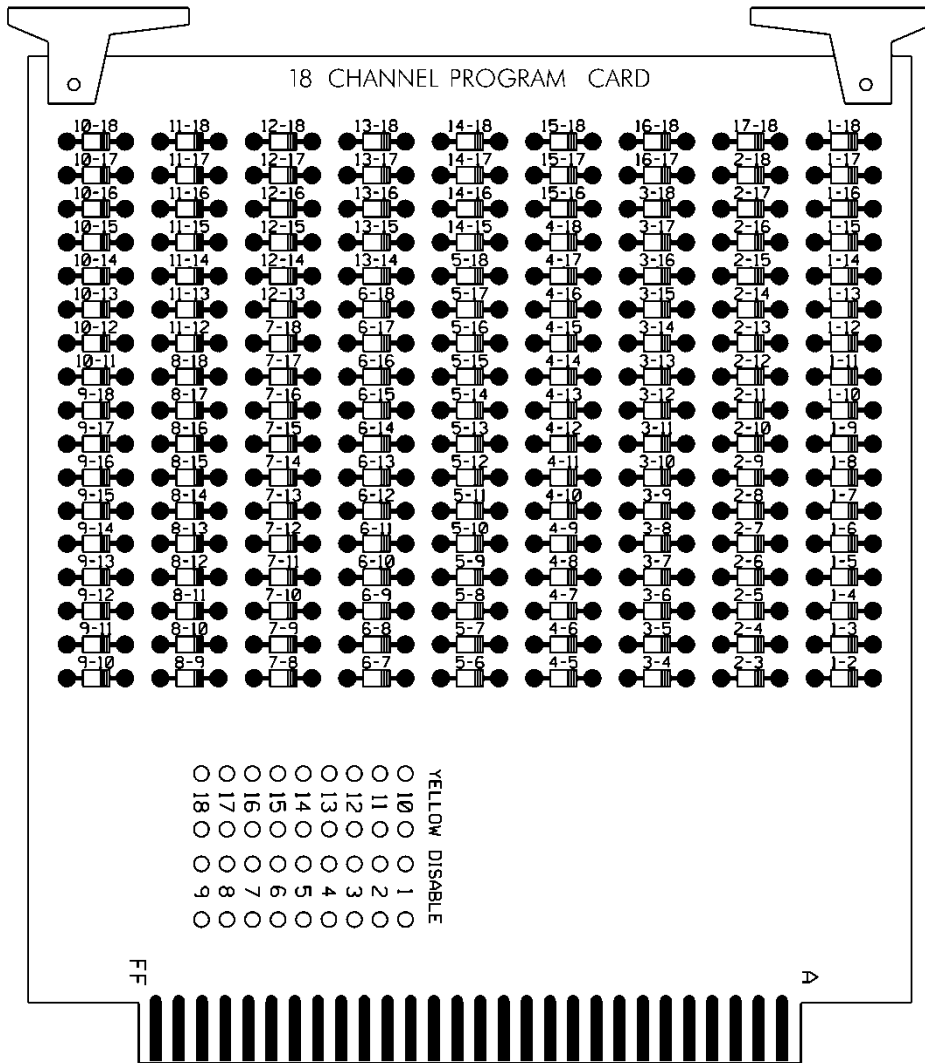 18 CHANNEL PROGRAM CARD
10-18 11-18 12-18 13-18 14-18 15-18 16-18 17-18 1-18
10-17 11-17 12-17 13-17 14-17 15-17 16-17 2-18 1-17
10-16 11-16 12-16 13-16 14-16 15-16 3-18 2-17 1-16
10-15 11-15 12-15 13-15 14-15 4-18 3-17 2-16 1-15
10-14 11-14 12-14 13-14 5-18 4-17 3-16 2-15 1-14
10-13 11-13 12-13 6-18 5-17 4-16 3-15 2-14 1-13
10-12 11-12 7-18 6-17 5-16 4-15 3-14 2-13 1-12
10-11 8-18 7-17 6-16 5-15 4-14 3-13 2-12 1-11
9-18 8-17 7-16 6-15 5-14 4-13 3-12 2-11 1-10
9-17 8-16 7-15 6-14 5-13 4-12 3-11 2-10 1-9
9-16 8-15 7-14 6-13 5-12 4-11 3-10 2-9 1-8
9-15 8-14 7-13 6-12 5-11 4-10 3-9 2-8 1-7
9-14 8-13 7-12 6-11 5-10 4-9 3-8 2-7 1-6
9-13 8-12 7-11 6-10 5-9 4-8 3-7 2-6 1-5
9-12 8-11 7-10 6-9 5-8 4-7 3-6 2-5 1-4
9-11 8-10 7-9 6-8 5-7 4-6 3-5 2-4 1-3
9-10 8-9 7-8 6-7 5-6 4-5 3-4 2-3 1-2
YELLOW DISABLE
10 1
11 2
12 3
13 4
14 5
15 6
16 7
17 8
18 9
FF
A